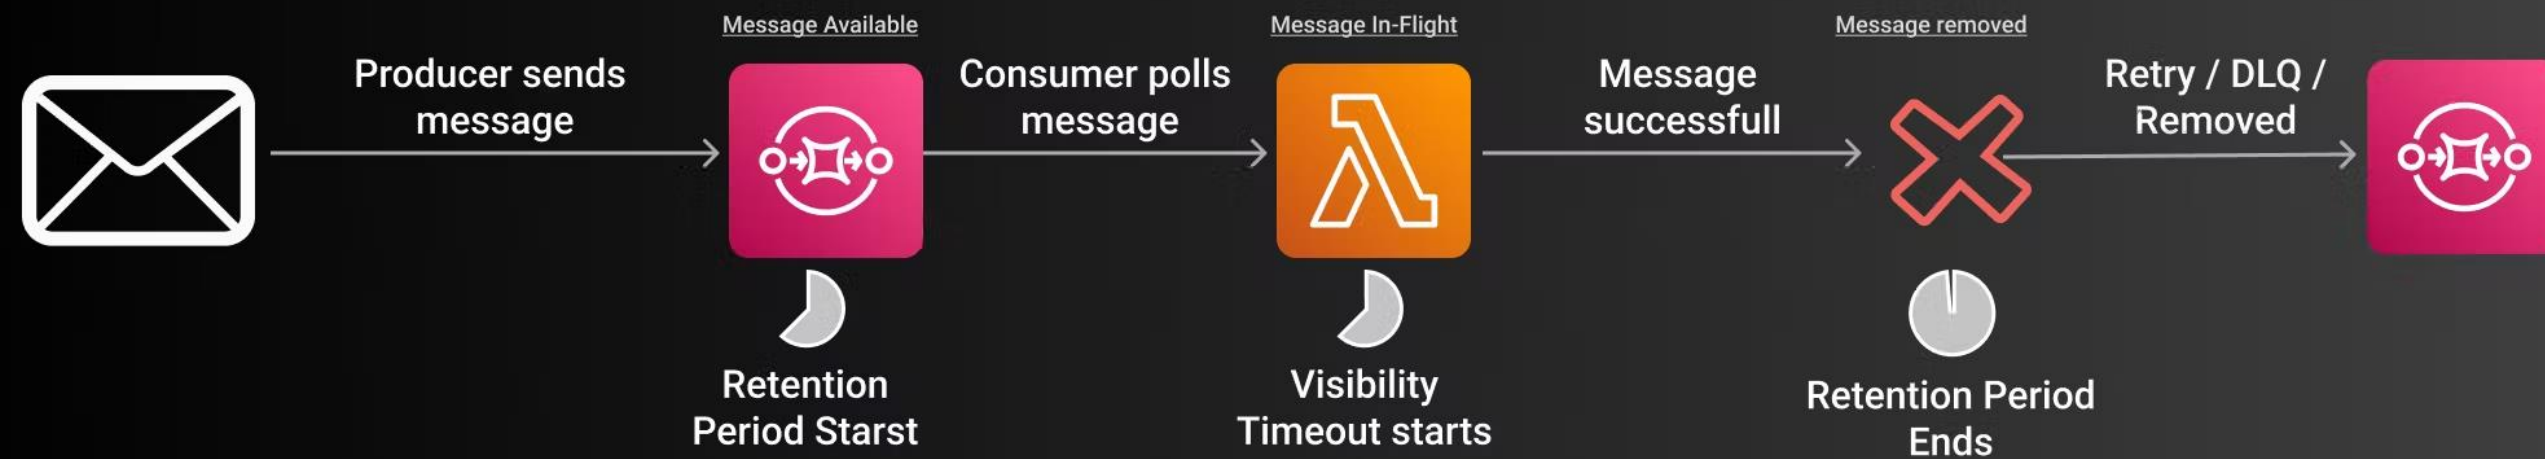 Message Available
Message In-Flight
Message removed
Producer sends
message
Consumer polls
message
Message
successfull
Retry / DLQ /
Removed
Retention
Period Starst
Visibility
Timeout starts
Retention Period
Ends